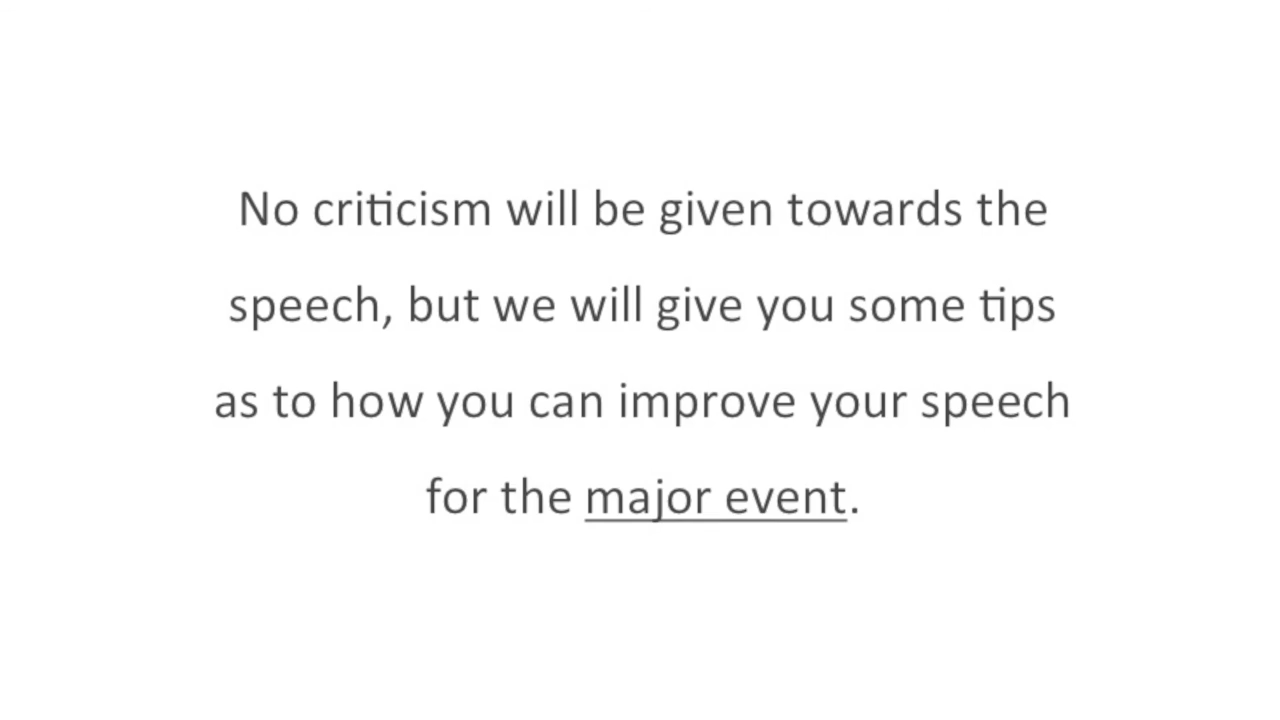 No criticism will be given towards the
speech, but we will give you some tips
as to how you can improve your speech
for the major event.